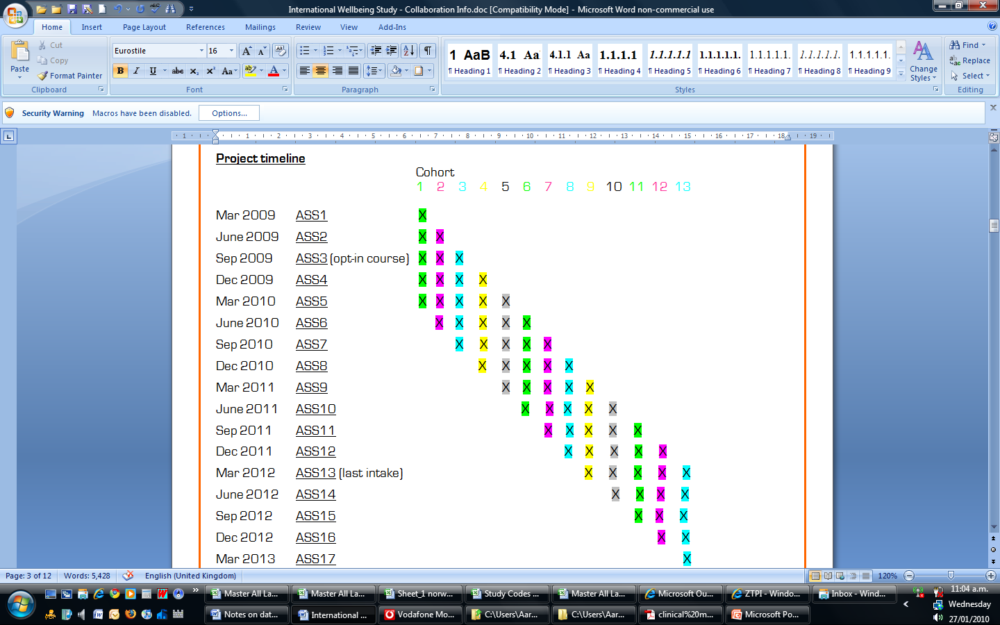 International Wellbeing Study - Collaboration Info.doc [Compatibility Mode] - Microsoft Word non-commercial use
Home Insert Page Layout References Mailings Review View Add-Ins
Paste
Cut
Copy
Format Painter
Clipboard
Eurostile 16
B I U abc x₂ x² Aa ab A
Font
Paragraph
1 AaB 4.1 Aa 4.1.1 Aa 1.1.1.1 1.1.1.1.1 1.1.1.1.1. 1.1.1.1.1. 1.1.1.1.1. 1.1.1.1.1.
¶ Heading 1 ¶ Heading 2 ¶ Heading 3 ¶ Heading 4 ¶ Heading 5 ¶ Heading 6 ¶ Heading 7 ¶ Heading 8 ¶ Heading 9
Styles
Change Styles
Find
Replace
Select
Editing
Security Warning Macros have been disabled. Options...
1 1 2 3 4 5 6 7 8 9 10 11 12 13 14 15 16 17 18 19
Project timeline
Cohort
1 2 3 4 5 6 7 8 9 10 11 12 13
Mar 2009 ASS1 X
June 2009 ASS2 X X
Sep 2009 ASS3 (opt-in course) X X X
Dec 2009 ASS4 X X X X
Mar 2010 ASS5 X X X X X
June 2010 ASS6 X X X X X
Sep 2010 ASS7 X X X X X
Dec 2010 ASS8 X X X X X
Mar 2011 ASS9 X X X X X
June 2011 ASS10 X X X X X
Sep 2011 ASS11 X X X X X
Dec 2011 ASS12 X X X X X
Mar 2012 ASS13 (last intake) X X X X X
June 2012 ASS14 X X X X
Sep 2012 ASS15 X X X
Dec 2012 ASS16 X X
Mar 2013 ASS17 X
Page: 3 of 12 Words: 5,428 English (United Kingdom) 120%
Master All La... Master All La... Sheet_1 norw... Study Codes ... Master All La... Microsoft Ou... ZTPI - Windo... Inbox - Wind... 11:04 a.m.
Wednesday
Notes on dat... International ... Vodafone Mo... C:\Users\Aar... C:\Users\Aar... clinical%20m... Microsoft Po... 27/01/2010